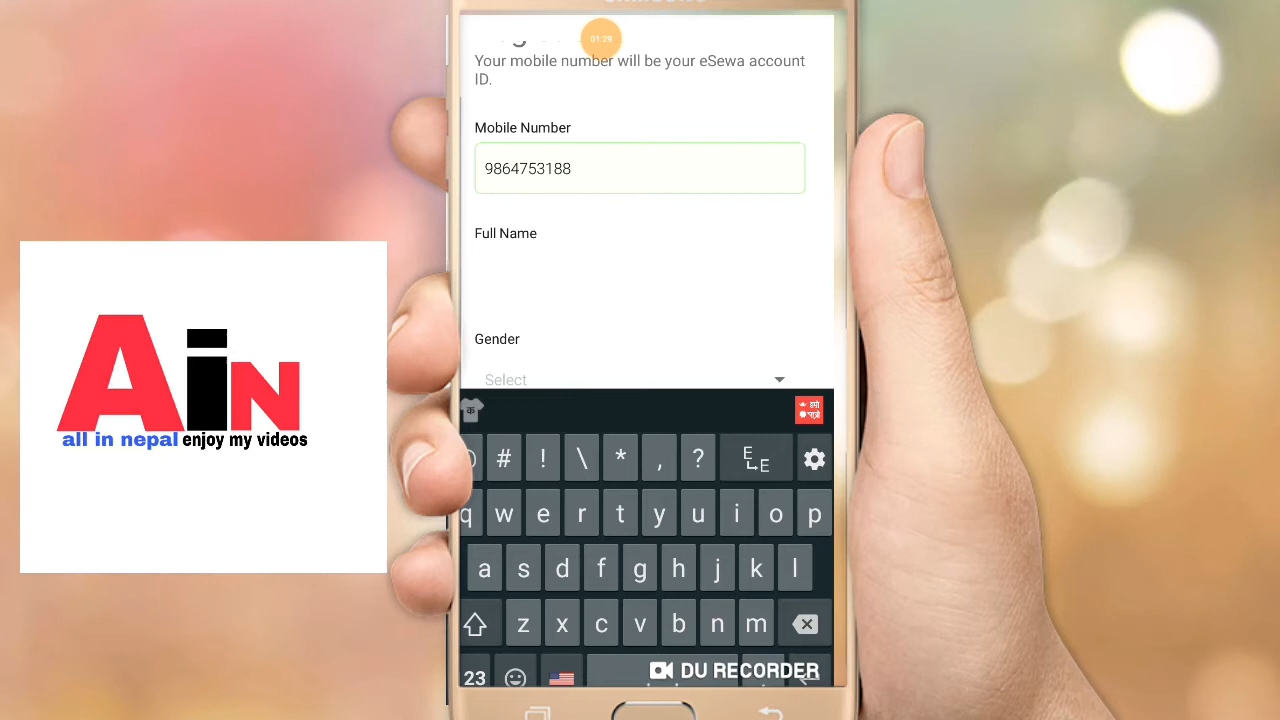 01:29
Your mobile number will be your eSewa account
ID.
Mobile Number
9864753188
Full Name
Gender
Select
# ! \ * , ?
q w e r t y u i o p
a s d f g h j k l
z x c v b n m
23
DU RECORDER
AiN
all in nepal enjoy my videos